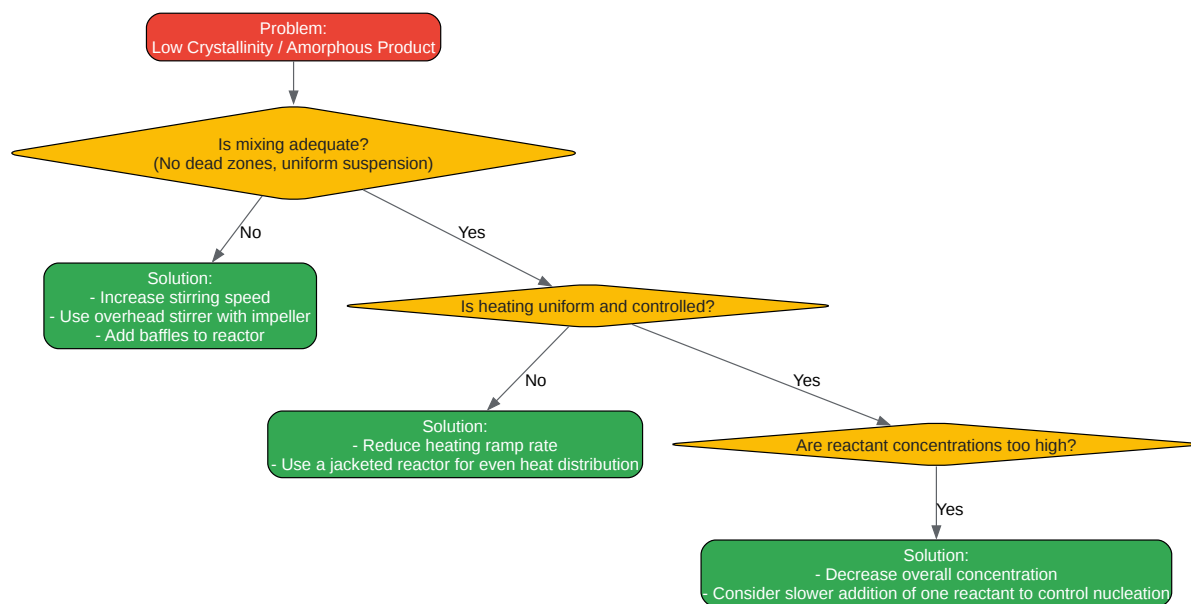 Problem:
Low Crystallinity / Amorphous Product
Is mixing adequate?
(No dead zones, uniform suspension)
No
Yes
Solution:
- Increase stirring speed
- Use overhead stirrer with impeller
- Add baffles to reactor
Is heating uniform and controlled?
No
Yes
Solution:
- Reduce heating ramp rate
- Use a jacketed reactor for even heat distribution
Are reactant concentrations too high?
Yes
Solution:
- Decrease overall concentration
- Consider slower addition of one reactant to control nucleation